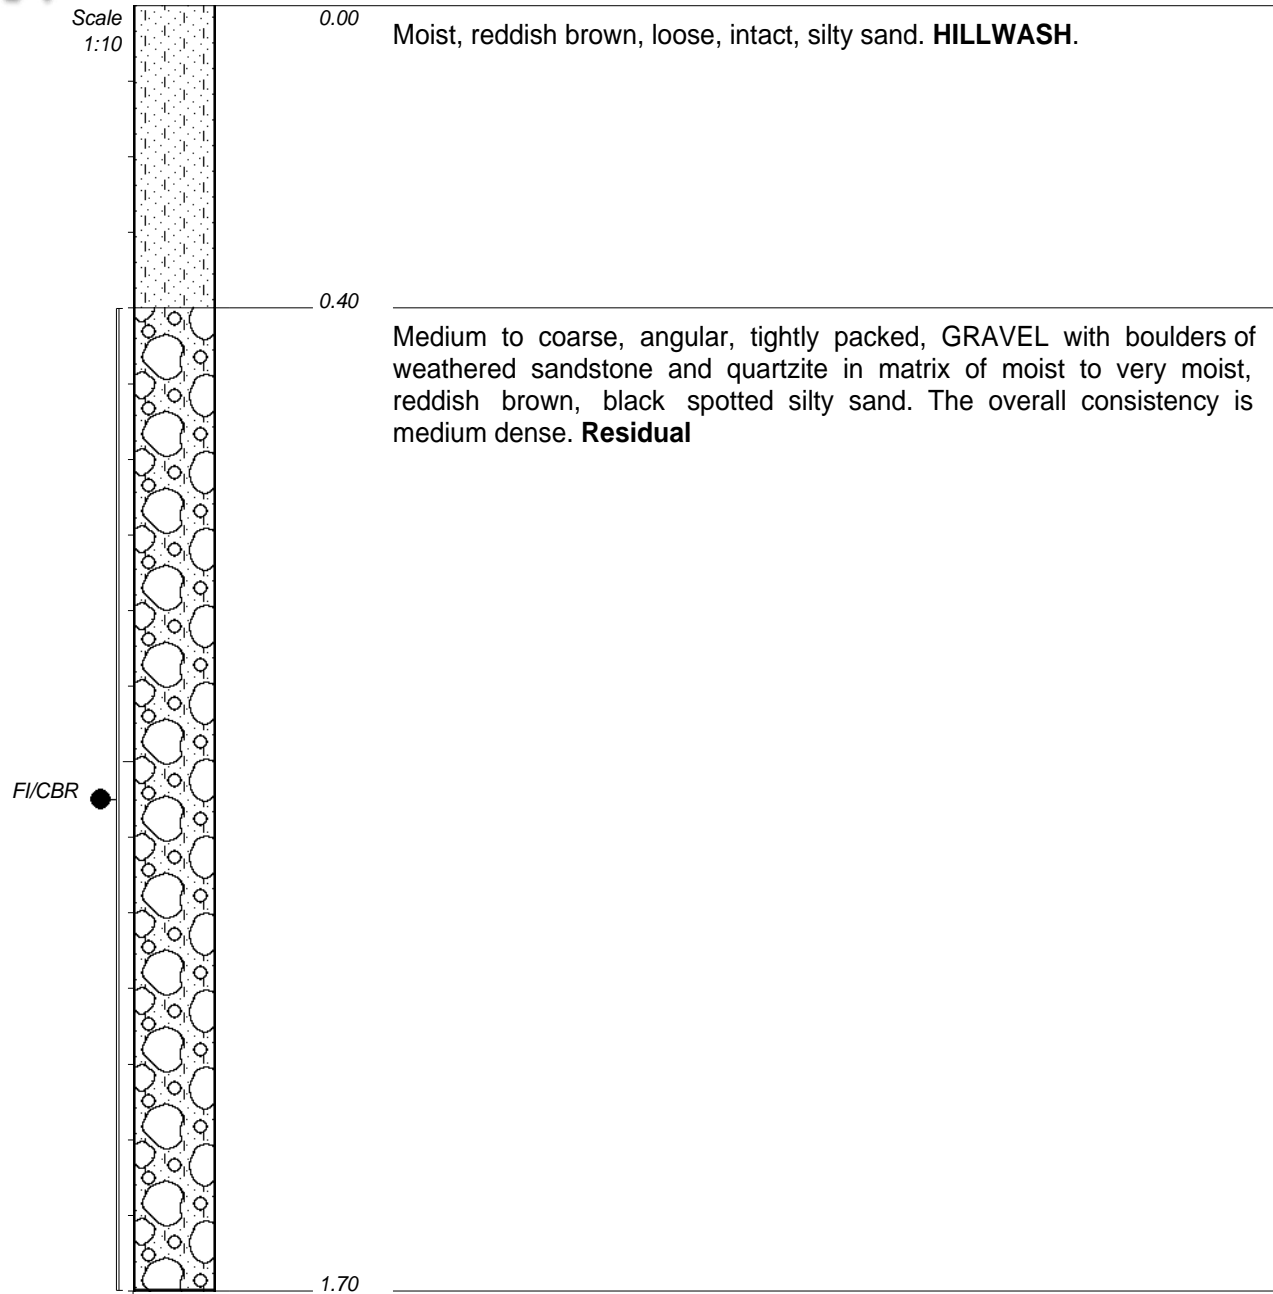 Scale
1:10
0.00
Moist, reddish brown, loose, intact, silty sand. HILLWASH.
0.40
Medium to coarse, angular, tightly packed, GRAVEL with boulders of
weathered sandstone and quartzite in matrix of moist to very moist,
reddish brown, black spotted silty sand. The overall consistency is
medium dense. Residual
FI/CBR
1.70